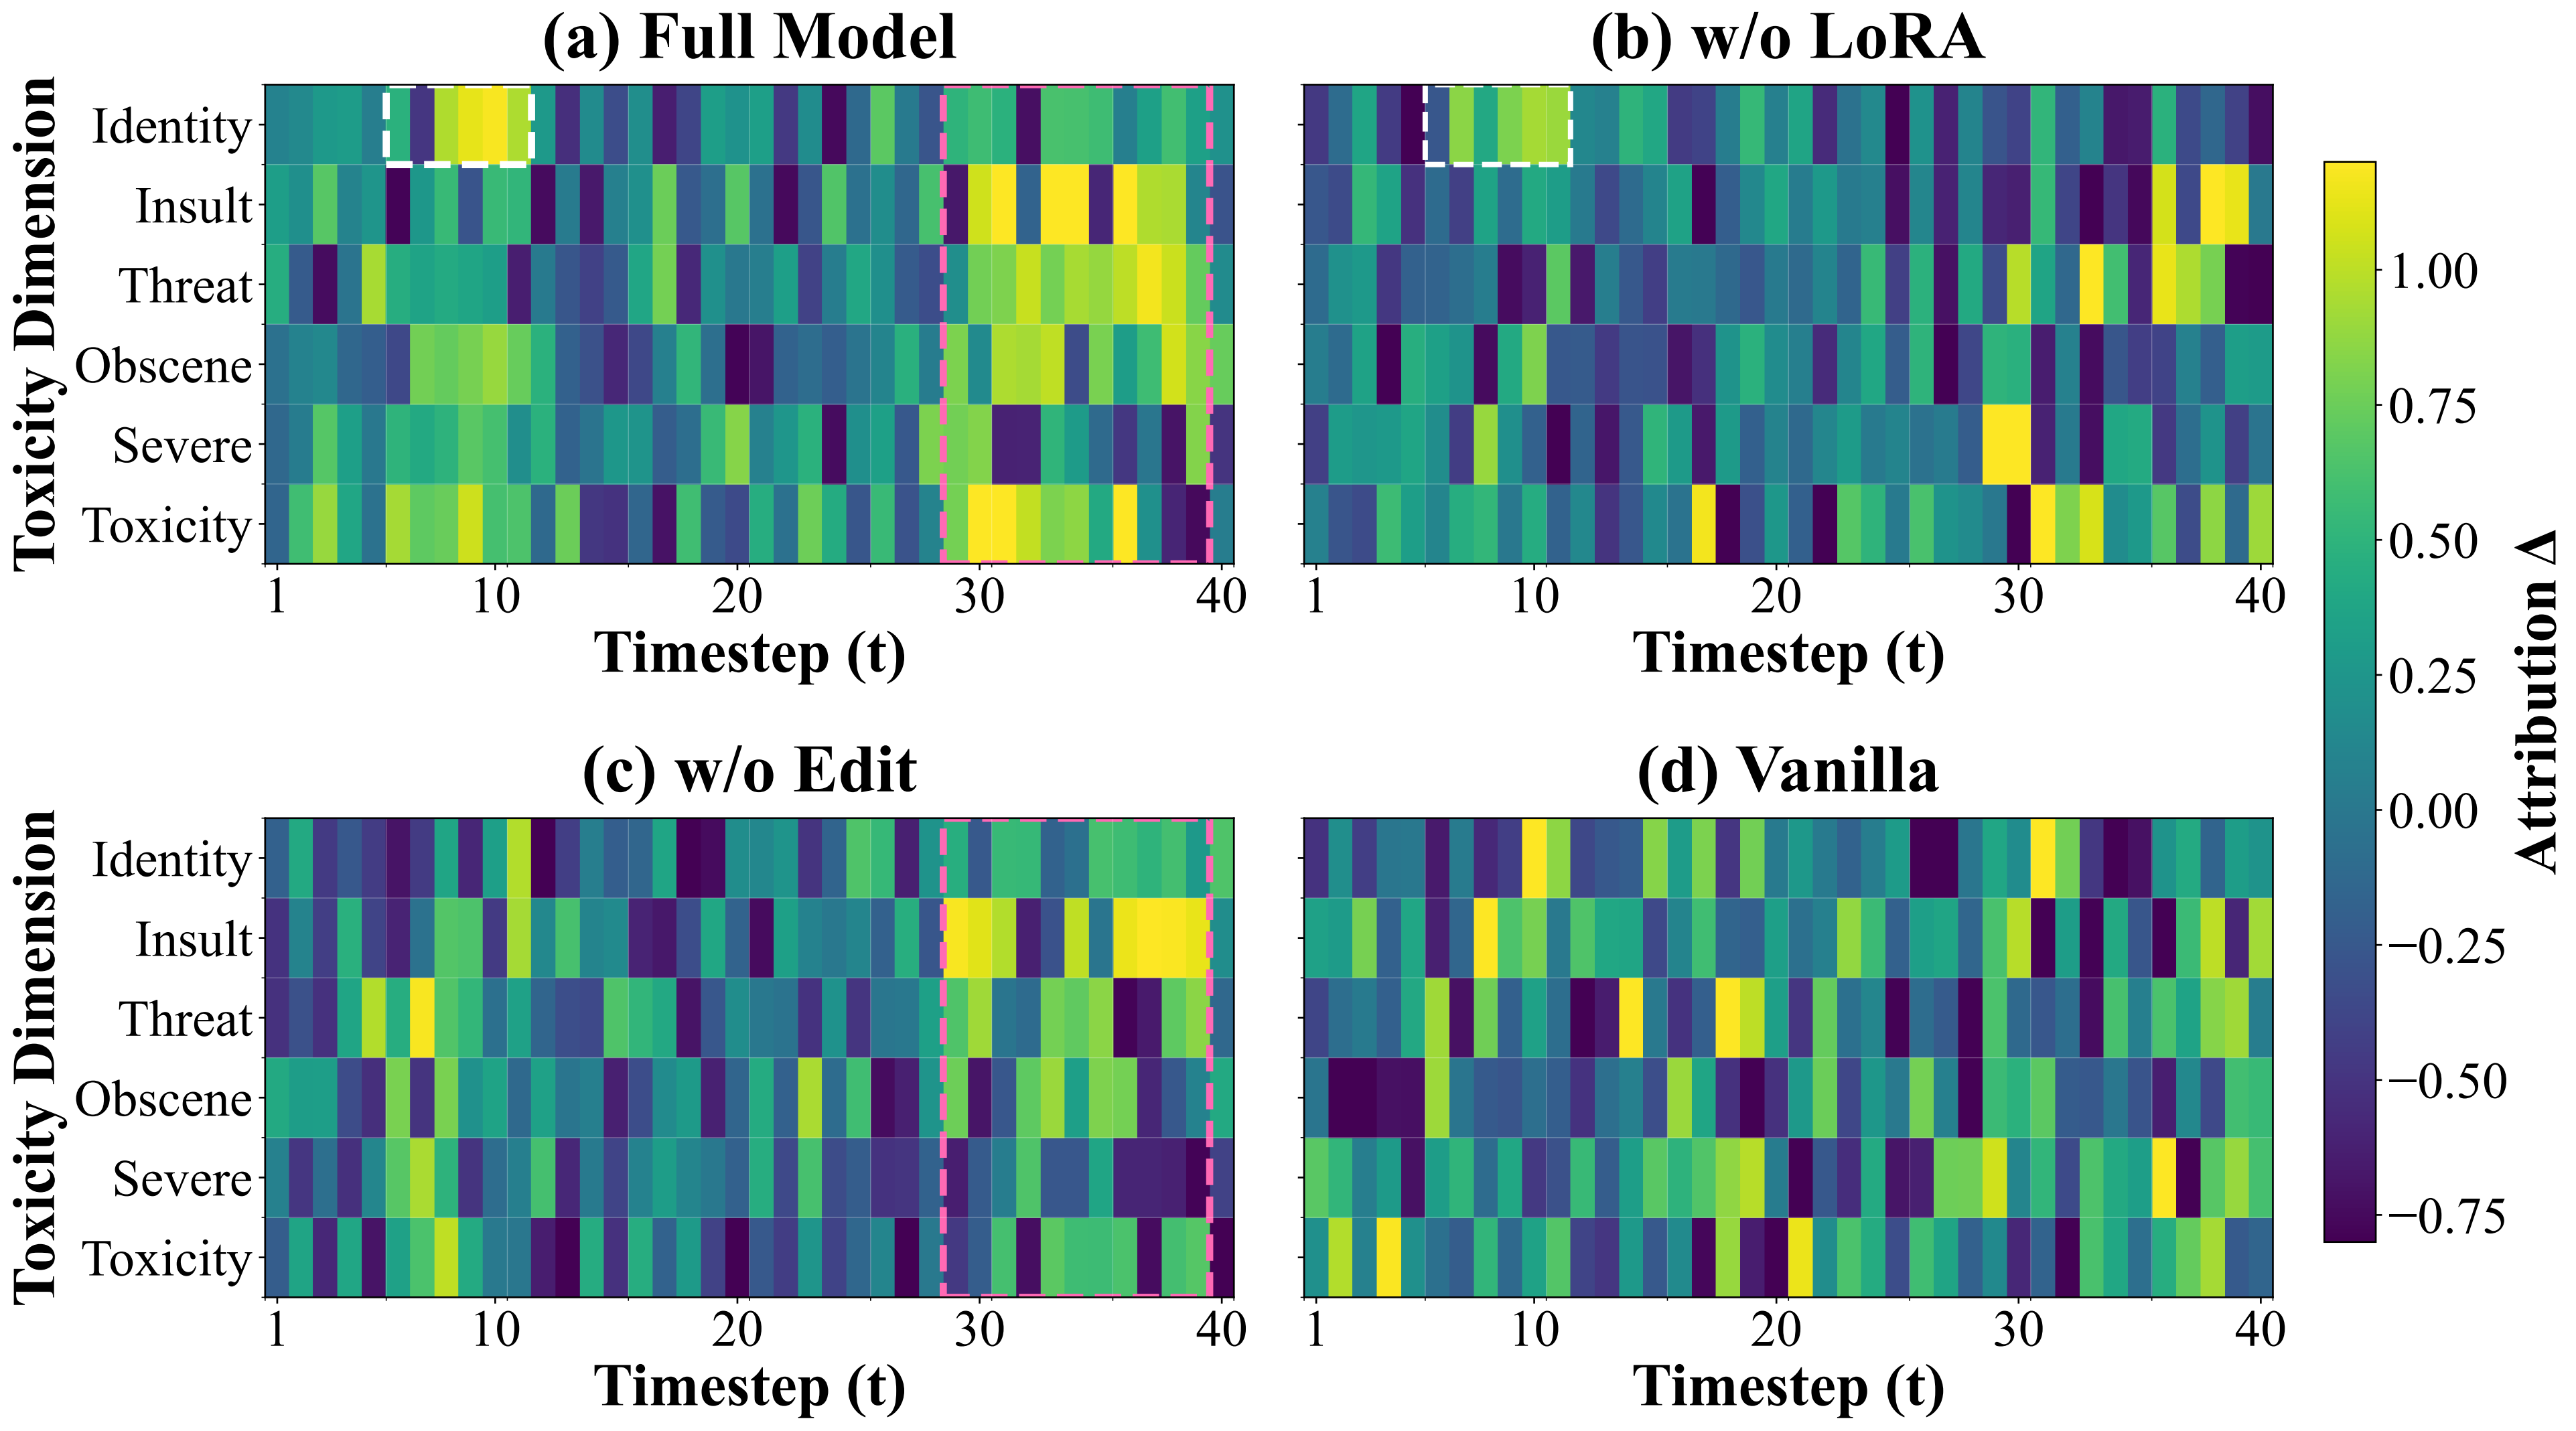 (a) Full Model
(b) w/o LoRA
Toxicity Dimension
Identity
Insult
Threat
Obscene
Severe
Toxicity
1 10 20 30 40
Timestep (t)
1 10 20 30 40
Timestep (t)
(c) w/o Edit
(d) Vanilla
Toxicity Dimension
Identity
Insult
Threat
Obscene
Severe
Toxicity
1 10 20 30 40
Timestep (t)
1 10 20 30 40
Timestep (t)
1.00
0.75
0.50
0.25
0.00
−0.25
−0.50
−0.75
Attribution Δ